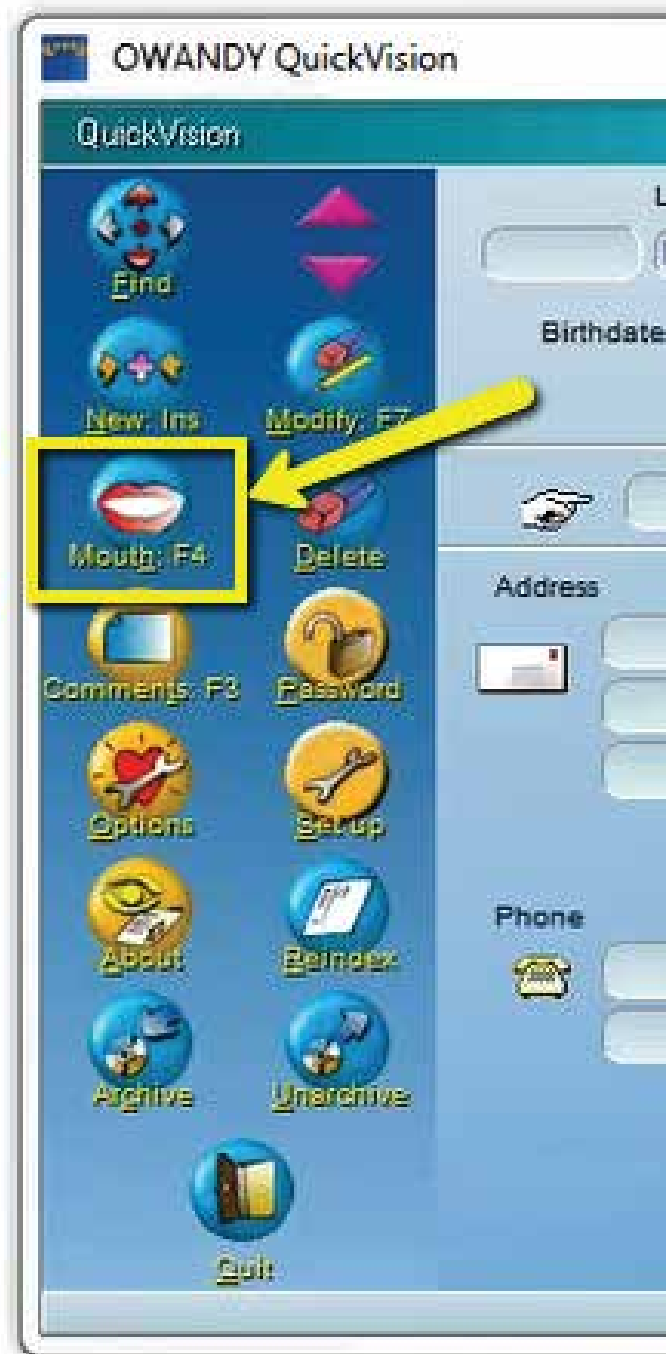 OWANDY QuickVision
QuickVision
L
Find
Birthdate
New: Ins Modify: F7
Mouth: F4 Delete
Address
Comments: F3 Password
Options Set up
Phone
About Reindex
Archive Unarchive
Quit